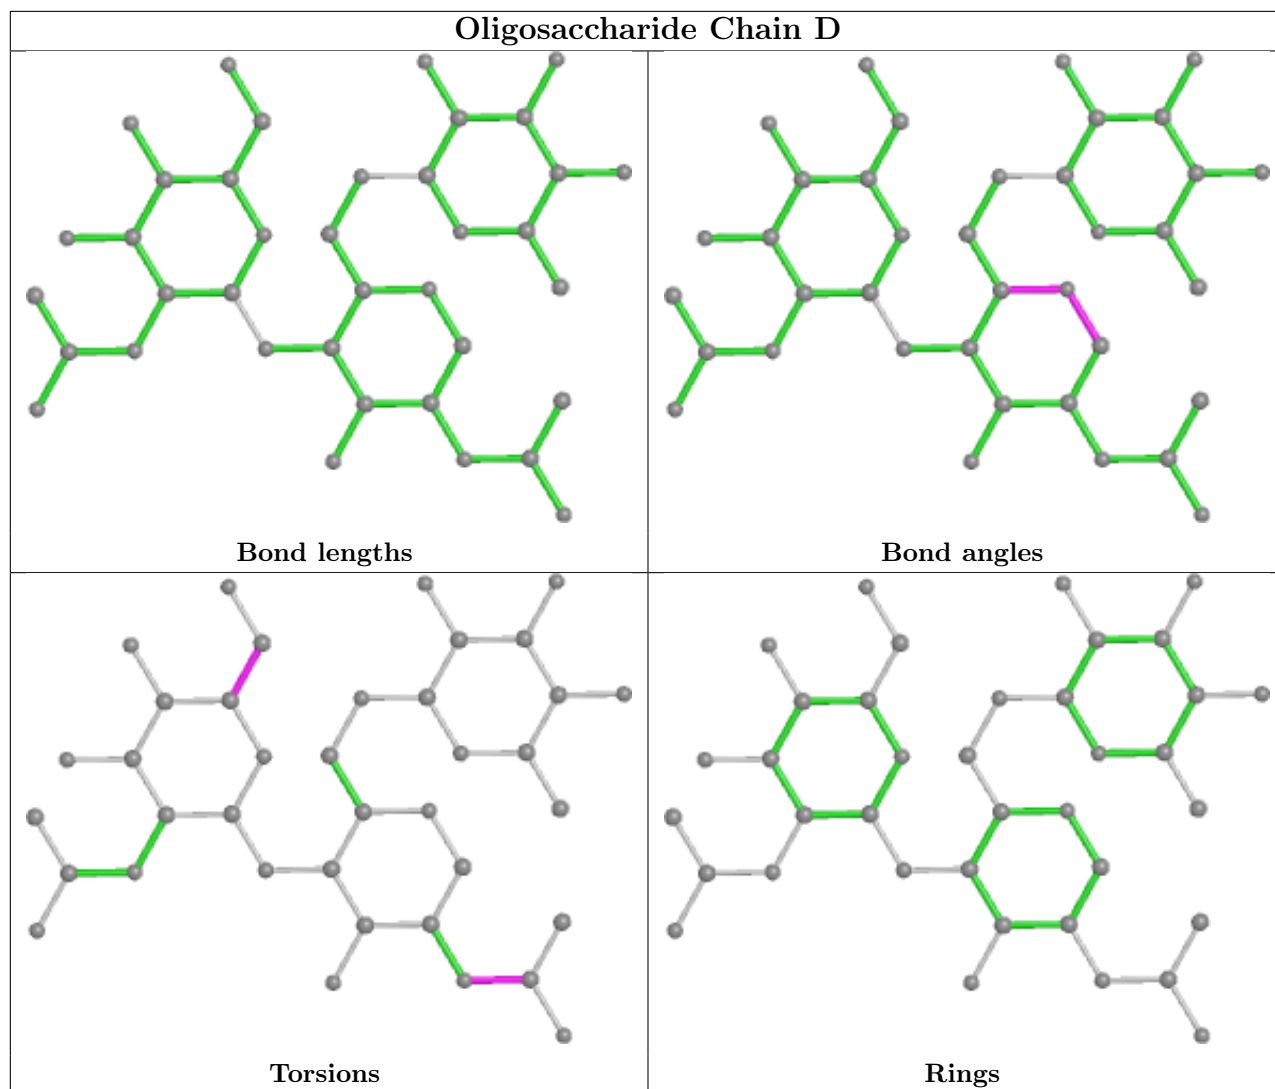 Oligosaccharide Chain D
Bond lengths
Bond angles
Torsions
Rings